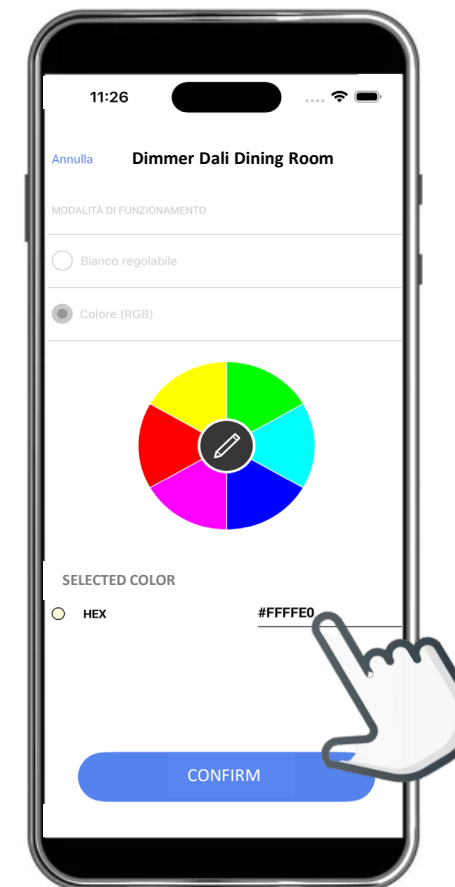 11:26
Annulla Dimmer Dali Dining Room
MODALITÀ DI FUNZIONAMENTO
Bianco regolabile
Colore (RGB)
SELECTED COLOR
HEX #FFFFE0
CONFIRM